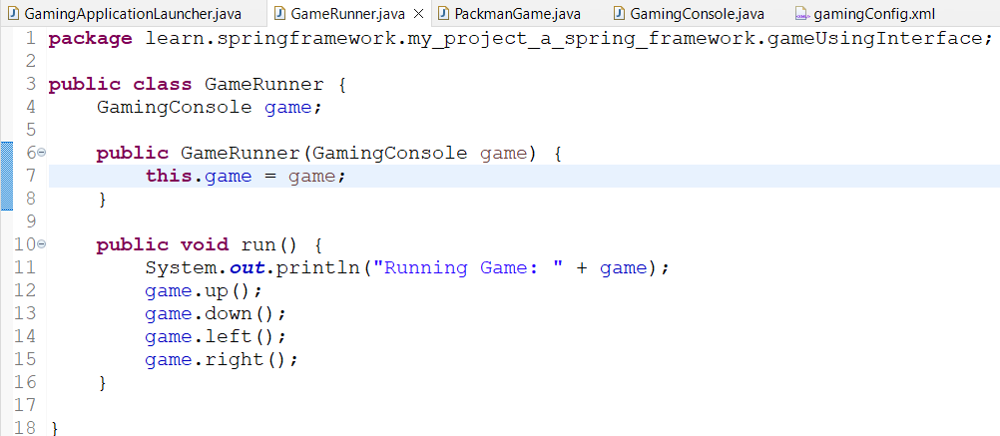 GamingApplicationLauncher.java GameRunner.java PackmanGame.java GamingConsole.java gamingConfig.xml
1 package learn.springframework.my_project_a_spring_framework.gameUsingInterface;
2
3 public class GameRunner {
4     GamingConsole game;
5
6     public GameRunner(GamingConsole game) {
7         this.game = game;
8     }
9
10     public void run() {
11         System.out.println("Running Game: " + game);
12         game.up();
13         game.down();
14         game.left();
15         game.right();
16     }
17
18 }